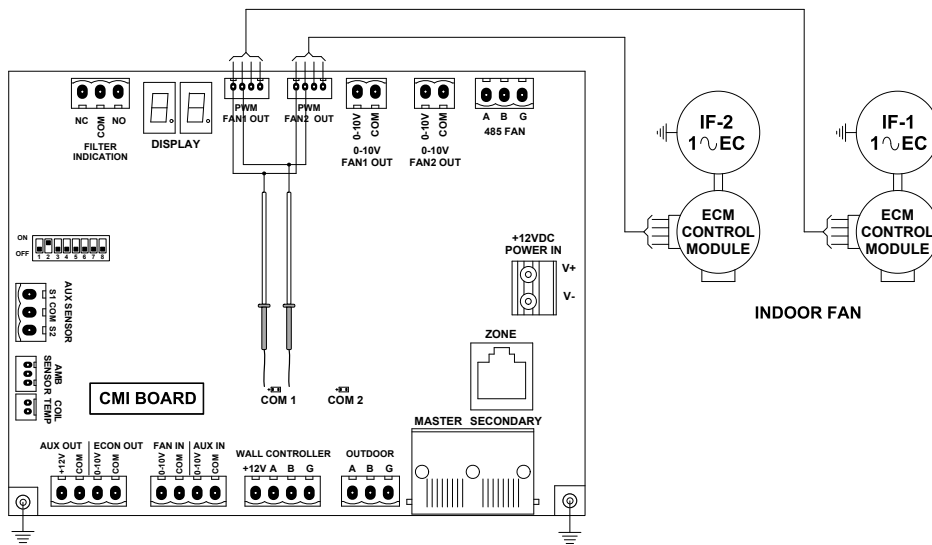 NC
COM
NO
FILTER
INDICATION
DISPLAY
PWM
FAN1 OUT
PWM
FAN2 OUT
0-10V
COM
0-10V
FAN1 OUT
0-10V
COM
0-10V
FAN2 OUT
A B G
485 FAN
IF-2
1 EC
ECM
CONTROL
MODULE
IF-1
1 EC
ECM
CONTROL
MODULE
INDOOR FAN
ON
OFF
1 2 3 4 5 6 7 8
+12VDC
POWER IN
V+
V-
AUX SENSOR
S1 COM S2
AMB
SENSOR
COIL
TEMP
ZONE
CMI BOARD
COM 1
COM 2
MASTER SECONDARY
AUX OUT
ECON OUT
FAN IN
AUX IN
+12V
COM
0-10V
COM
0-10V
COM
0-10V
COM
WALL CONTROLLER
+12V A B G
OUTDOOR
A B G